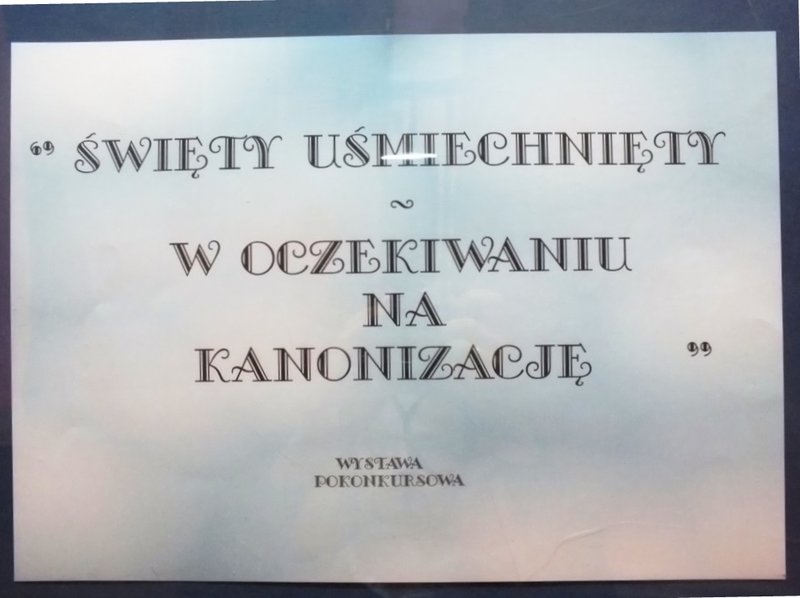 “ ŚWIĘTY UŚMIECHNIĘTY
~
W OCZEKIWANIU
NA
KANONIZACJĘ ”
WYSTAWA
POKONKURSOWA